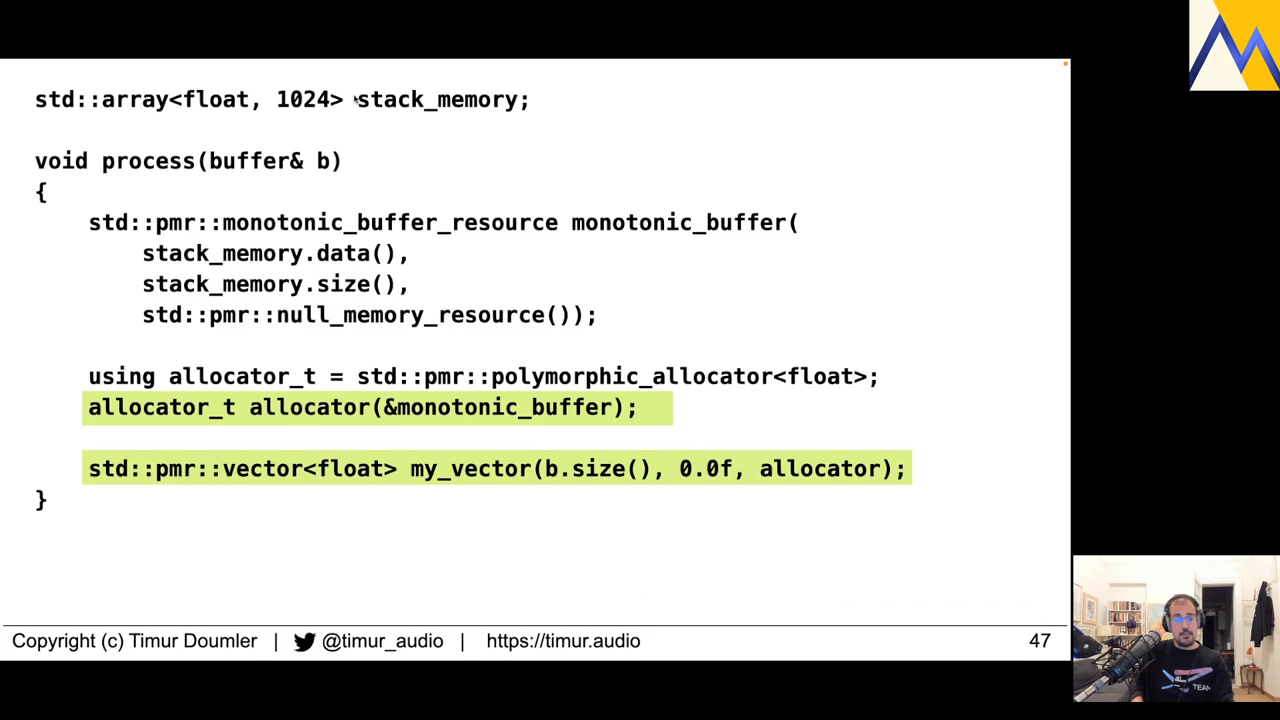 std::array<float, 1024> stack_memory;
void process(buffer& b)
{
std::pmr::monotonic_buffer_resource monotonic_buffer(
stack_memory.data(),
stack_memory.size(),
std::pmr::null_memory_resource());
using allocator_t = std::pmr::polymorphic_allocator<float>;
allocator_t allocator(&monotonic_buffer);
std::pmr::vector<float> my_vector(b.size(), 0.0f, allocator);
}
Copyright (c) Timur Doumler | @timur_audio | https://timur.audio 47
TEAM